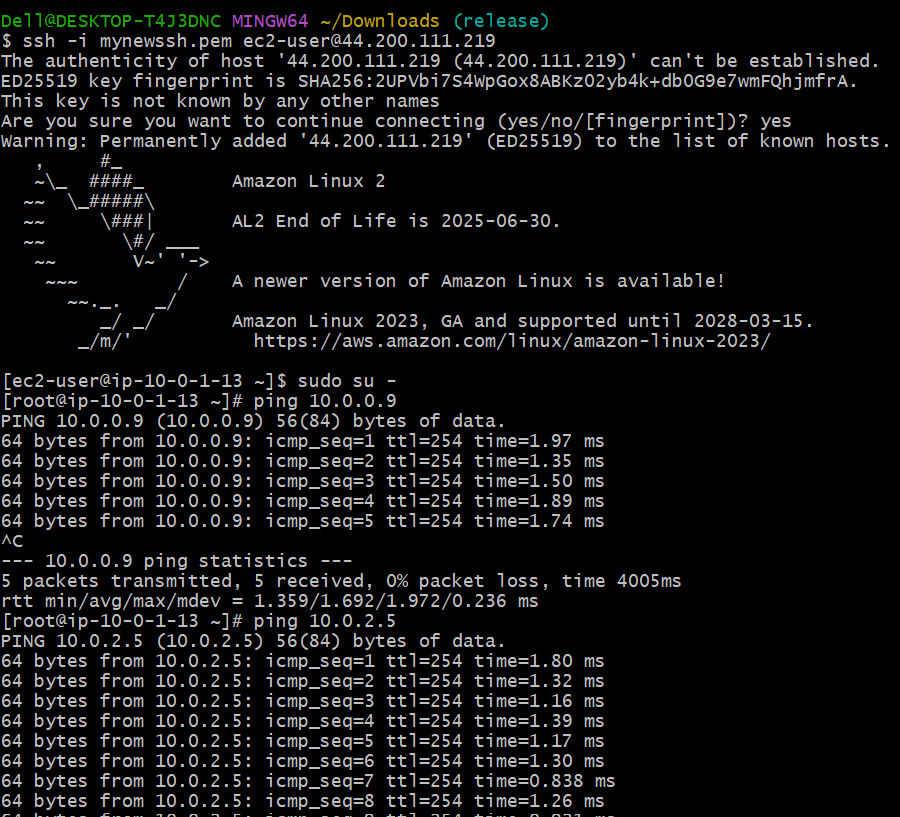 Dell@DESKTOP-T4J3DNC MINGW64 ~/Downloads (release)
$ ssh -i mynewssh.pem ec2-user@44.200.111.219
The authenticity of host '44.200.111.219 (44.200.111.219)' can't be established.
ED25519 key fingerprint is SHA256:2UPVbi7S4WpGox8ABKzO2yb4k+dbOG9e7wmFQhjmfrA.
This key is not known by any other names
Are you sure you want to continue connecting (yes/no/[fingerprint])? yes
Warning: Permanently added '44.200.111.219' (ED25519) to the list of known hosts.
   ,     #_
   ~\_  ####_        Amazon Linux 2
  ~~  \_#####\
  ~~     \###|       AL2 End of Life is 2025-06-30.
  ~~       \#/ ___
   ~~       V~' '->
    ~~~         /    A newer version of Amazon Linux is available!
      ~~._.   _/
         _/ _/       Amazon Linux 2023, GA and supported until 2028-03-15.
       _/m/'           https://aws.amazon.com/linux/amazon-linux-2023/
[ec2-user@ip-10-0-1-13 ~]$ sudo su -
[root@ip-10-0-1-13 ~]# ping 10.0.0.9
PING 10.0.0.9 (10.0.0.9) 56(84) bytes of data.
64 bytes from 10.0.0.9: icmp_seq=1 ttl=254 time=1.97 ms
64 bytes from 10.0.0.9: icmp_seq=2 ttl=254 time=1.35 ms
64 bytes from 10.0.0.9: icmp_seq=3 ttl=254 time=1.50 ms
64 bytes from 10.0.0.9: icmp_seq=4 ttl=254 time=1.89 ms
64 bytes from 10.0.0.9: icmp_seq=5 ttl=254 time=1.74 ms
^C
--- 10.0.0.9 ping statistics ---
5 packets transmitted, 5 received, 0% packet loss, time 4005ms
rtt min/avg/max/mdev = 1.359/1.692/1.972/0.236 ms
[root@ip-10-0-1-13 ~]# ping 10.0.2.5
PING 10.0.2.5 (10.0.2.5) 56(84) bytes of data.
64 bytes from 10.0.2.5: icmp_seq=1 ttl=254 time=1.80 ms
64 bytes from 10.0.2.5: icmp_seq=2 ttl=254 time=1.32 ms
64 bytes from 10.0.2.5: icmp_seq=3 ttl=254 time=1.16 ms
64 bytes from 10.0.2.5: icmp_seq=4 ttl=254 time=1.39 ms
64 bytes from 10.0.2.5: icmp_seq=5 ttl=254 time=1.17 ms
64 bytes from 10.0.2.5: icmp_seq=6 ttl=254 time=1.30 ms
64 bytes from 10.0.2.5: icmp_seq=7 ttl=254 time=0.838 ms
64 bytes from 10.0.2.5: icmp_seq=8 ttl=254 time=1.26 ms